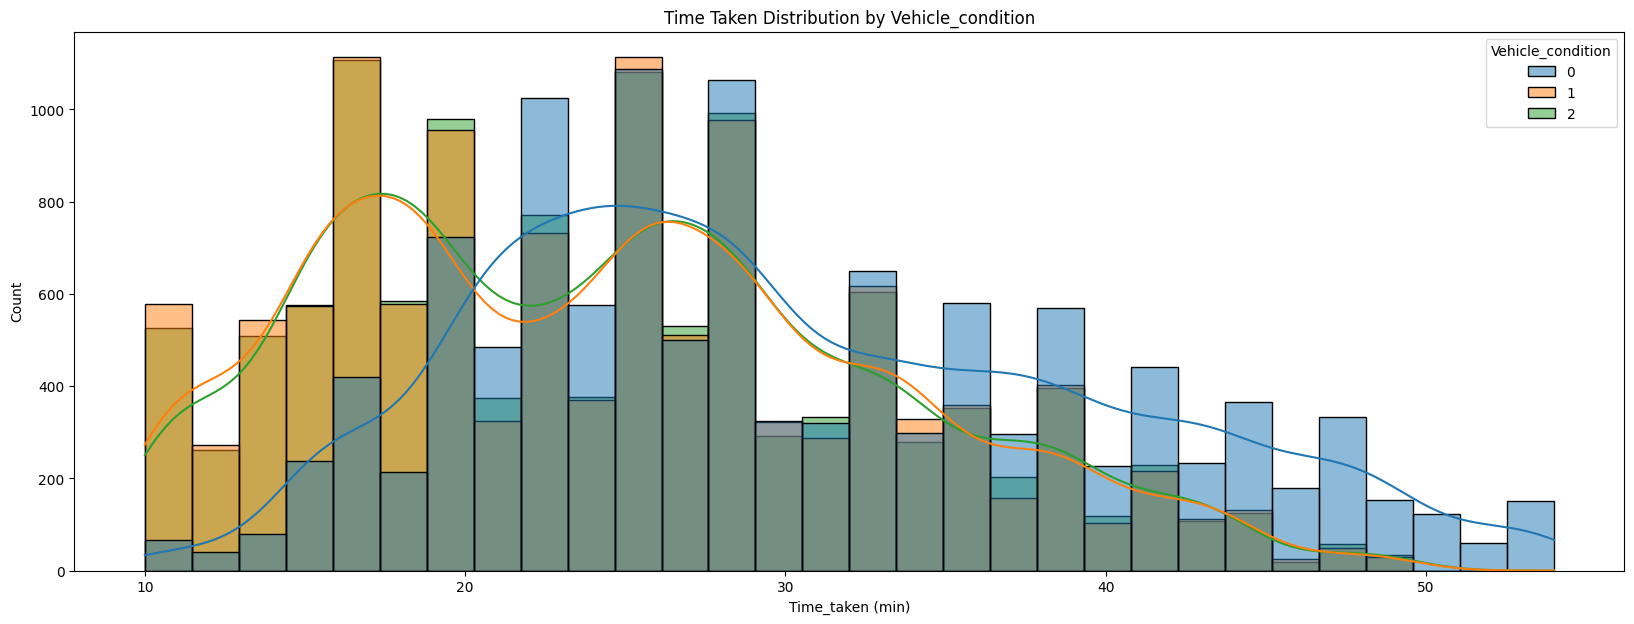 Time Taken Distribution by Vehicle_condition
Vehicle_condition
0
1
2
Count
1000
800
600
400
200
0
10 20 30 40 50
Time_taken (min)